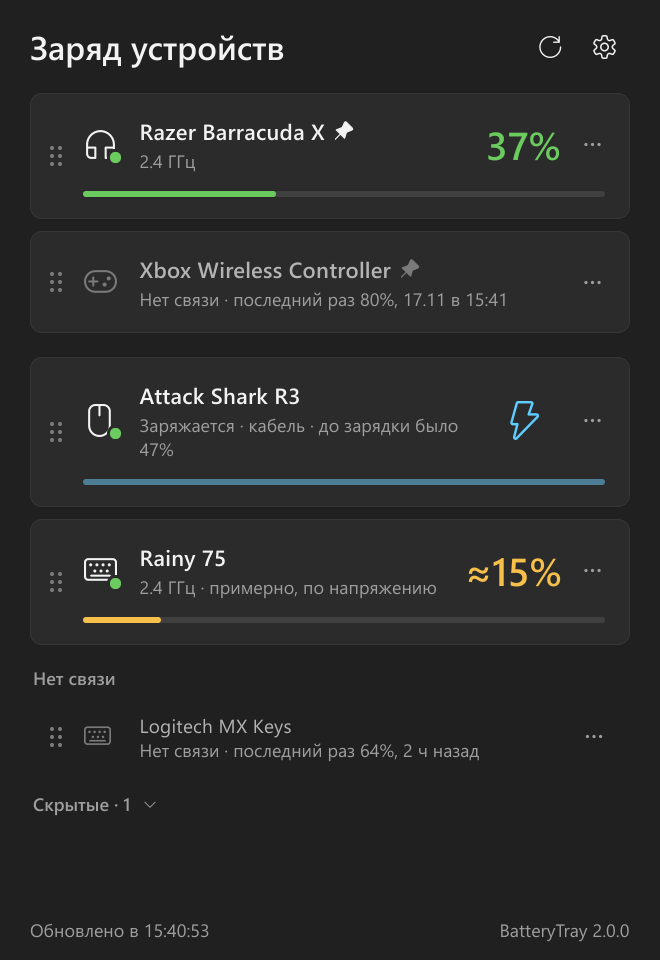 Заряд устройств
Razer Barracuda X
2.4 ГГц
37%
Xbox Wireless Controller
Нет связи · последний раз 80%, 17.11 в 15:41
Attack Shark R3
Заряжается · кабель · до зарядки было
47%
Rainy 75
2.4 ГГц · примерно, по напряжению
≈15%
Нет связи
Logitech MX Keys
Нет связи · последний раз 64%, 2 ч назад
Скрытые · 1
Обновлено в 15:40:53
BatteryTray 2.0.0